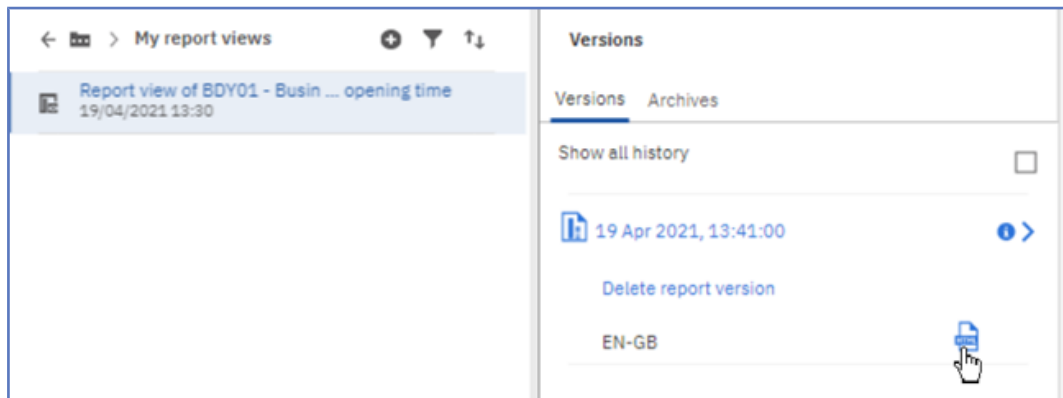 My report views
Report view of BDY01 - Busin ... opening time
19/04/2021 13:30
Versions
Versions Archives
Show all history
19 Apr 2021, 13:41:00
Delete report version
EN-GB
HTML